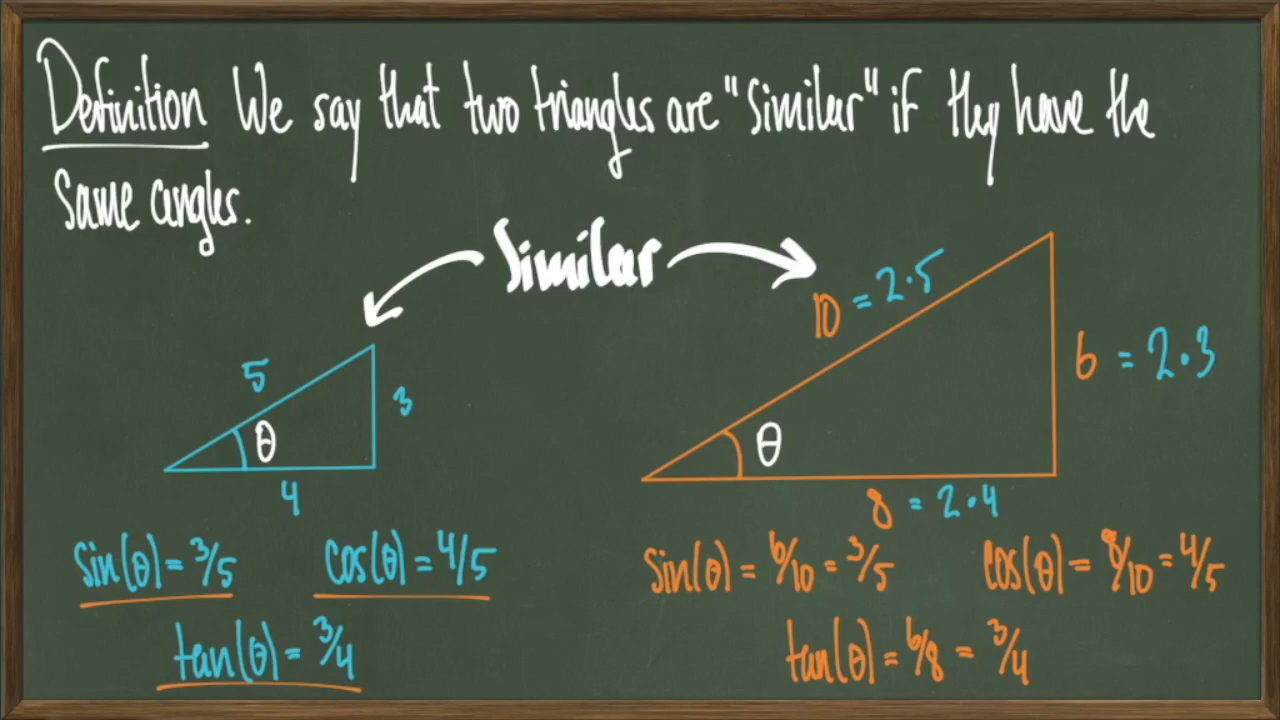 Definition We say that two triangles are "Similar" if they have the
Same angles.
Similar
10 = 2·5
5
3
6 = 2·3
θ
θ
4
8 = 2·4
sin(θ) = 3/5
cos(θ) = 4/5
sin(θ) = 6/10 = 3/5
cos(θ) = 8/10 = 4/5
tan(θ) = 3/4
tan(θ) = 6/8 = 3/4